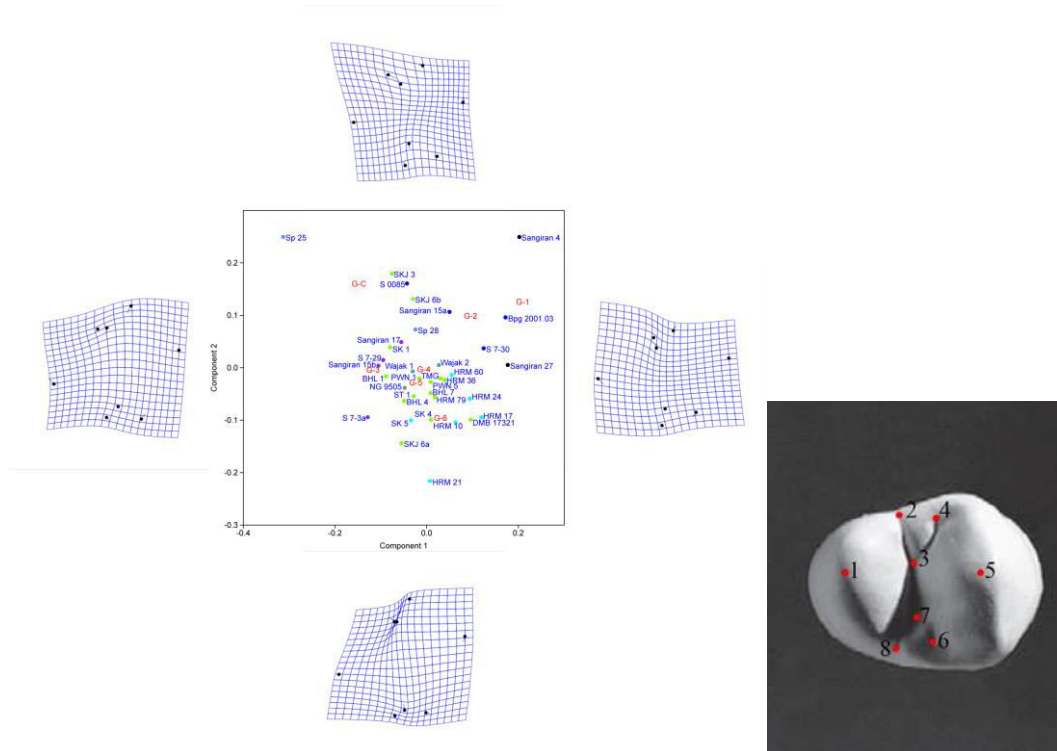 0.2
0.1
0.0
-0.1
-0.2
-0.3
Component 2
-0.4
-0.2
0.0
0.2
Component 1
Sp 25
Sangiran 4
SKJ 3
G-C
S 0085
SKJ 6b
G-1
Sangiran 15a
G-2
Bpg 2001.03
Sp 28
Sangiran 17
SK 1
S 7-30
S 7-29
Sangiran 15b
Wajak 1
Wajak 2
Sangiran 27
G-3
G-4
HRM 60
BHL 1
PWN 3
TMG
HRM 36
G-5
NG 9505
PWN 5
BHL 7
ST 1
BHL 4
HRM 79
HRM 24
S 7-3a
SK 4
G-6
HRM 17
SK 5
HRM 10
DMB 17321
SKJ 6a
HRM 21
2
4
3
1
5
7
8
6